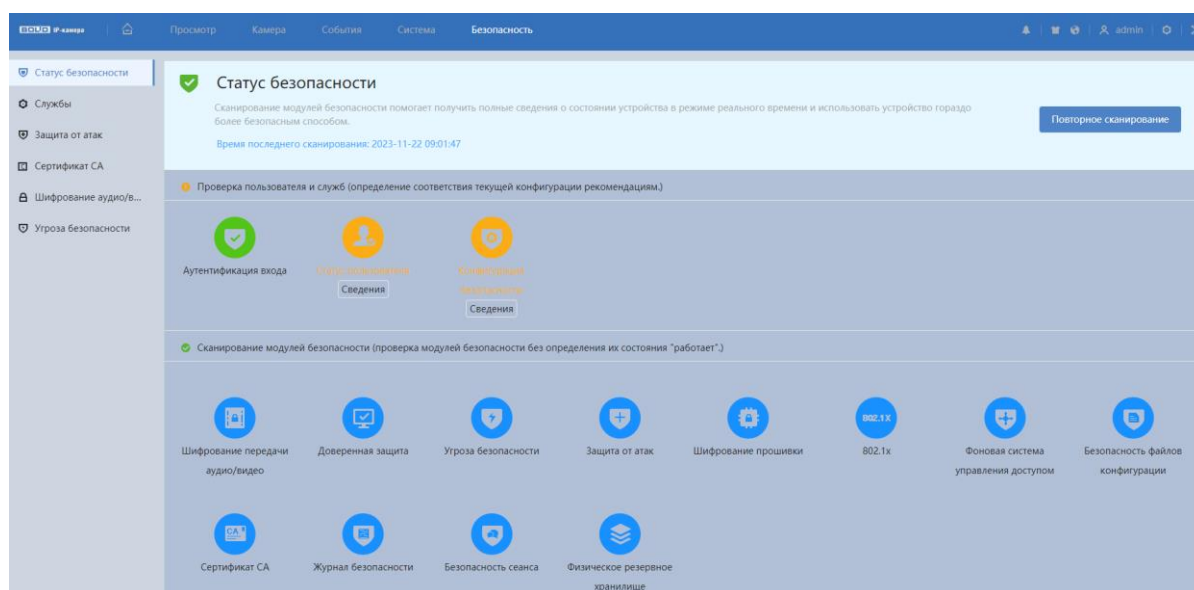 BOLID IP-камера
Просмотр Камера События Система Безопасность
admin
Статус безопасности
Службы
Защита от атак
Сертификат CA
Шифрование аудио/в...
Угроза безопасности
Статус безопасности
Сканирование модулей безопасности помогает получить полные сведения о состоянии устройства в режиме реального времени и использовать устройство гораздо
более безопасным способом.
Время последнего сканирования: 2023-11-22 09:01:47
Повторное сканирование
Проверка пользователя и служб (определение соответствия текущей конфигурации рекомендациям.)
Аутентификация входа
Сведения
Сведения
Сканирование модулей безопасности (проверка модулей безопасности без определения их состояния "работает".)
802.1X
Шифрование передачи
аудио/видео
Доверенная защита
Угроза безопасности
Защита от атак
Шифрование прошивки
802.1x
Фоновая система
управления доступом
Безопасность файлов
конфигурации
CA
Сертификат CA
Журнал безопасности
Безопасность сеанса
Физическое резервное
хранилище